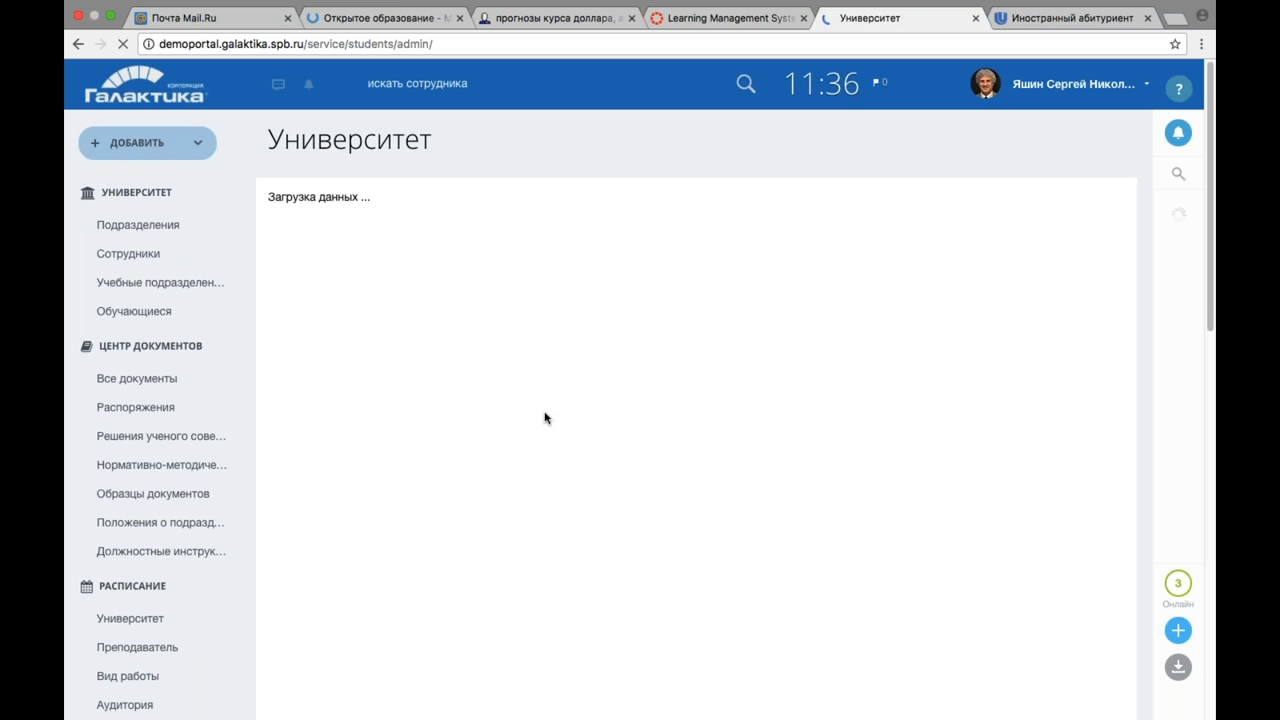 Почта Mail.Ru
Открытое образование -
прогнозы курса доллара, а
Learning Management Syste
Университет
Иностранный абитуриент
demoportal.galaktika.spb.ru/service/students/admin/
КОРПОРАЦИЯ
Галактика
искать сотрудника
11:36
0
Яшин Сергей Никол...
?
+ ДОБАВИТЬ
Университет
УНИВЕРСИТЕТ
Загрузка данных ...
Подразделения
Сотрудники
Учебные подразделен...
Обучающиеся
ЦЕНТР ДОКУМЕНТОВ
Все документы
Распоряжения
Решения ученого сове...
Нормативно-методиче...
Образцы документов
Положения о подразд...
Должностные инструк...
РАСПИСАНИЕ
Университет
Преподаватель
Вид работы
Аудитория
3
Онлайн